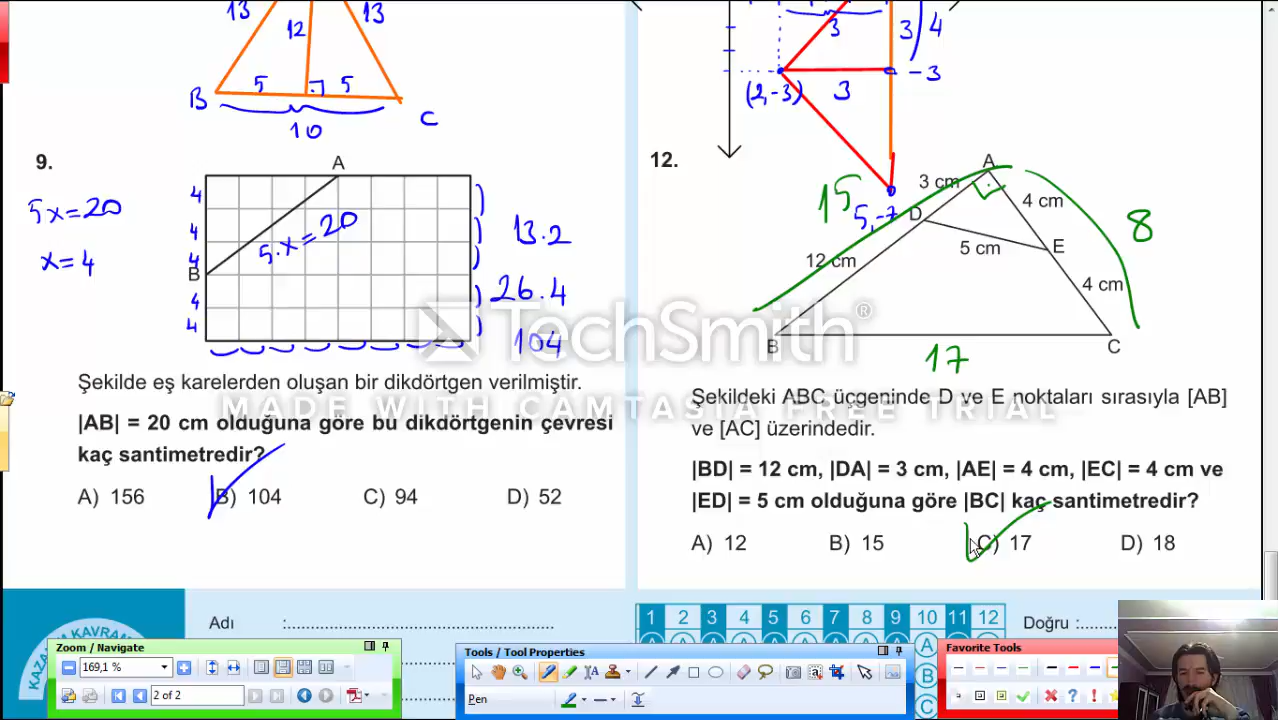 13
12
13
5
5
B
10
C
9.
A
5x=20
x=4
4
4
4
4
4
B
5.x=20
13.2
26.4
104
Şekilde eş karelerden oluşan bir dikdörtgen verilmiştir.
|AB| = 20 cm olduğuna göre bu dikdörtgenin çevresi
kaç santimetredir?
A) 156
B) 104
C) 94
D) 52
3
3
4
-3
(2,-3)
3
5,-7
12.
A
15
3 cm
4 cm
8
D
5 cm
E
12 cm
4 cm
B
17
C
Şekildeki ABC üçgeninde D ve E noktaları sırasıyla [AB]
ve [AC] üzerindedir.
|BD| = 12 cm, |DA| = 3 cm, |AE| = 4 cm, |EC| = 4 cm ve
|ED| = 5 cm olduğuna göre |BC| kaç santimetredir?
A) 12
B) 15
C) 17
D) 18
TechSmith®
MADE WITH CAMTASIA FREE TRIAL
KAZANIM KAVRAM
Adı :
1 2 3 4 5 6 7 8 9 10 11 12
A
B
C
Doğru :
Zoom / Navigate
169,1 %
2 of 2
Tools / Tool Properties
Pen
Favorite Tools